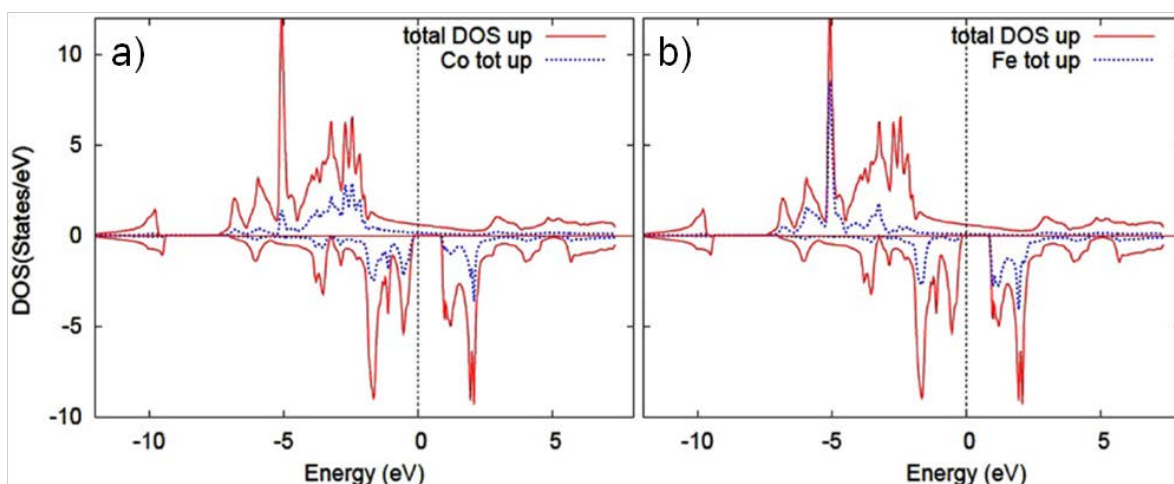 a)
total DOS up
Co tot up
b)
total DOS up
Fe tot up
DOS(States/eV)
10
5
0
-5
-10
-10
-5
0
5
-10
-5
0
5
Energy (eV)
Energy (eV)